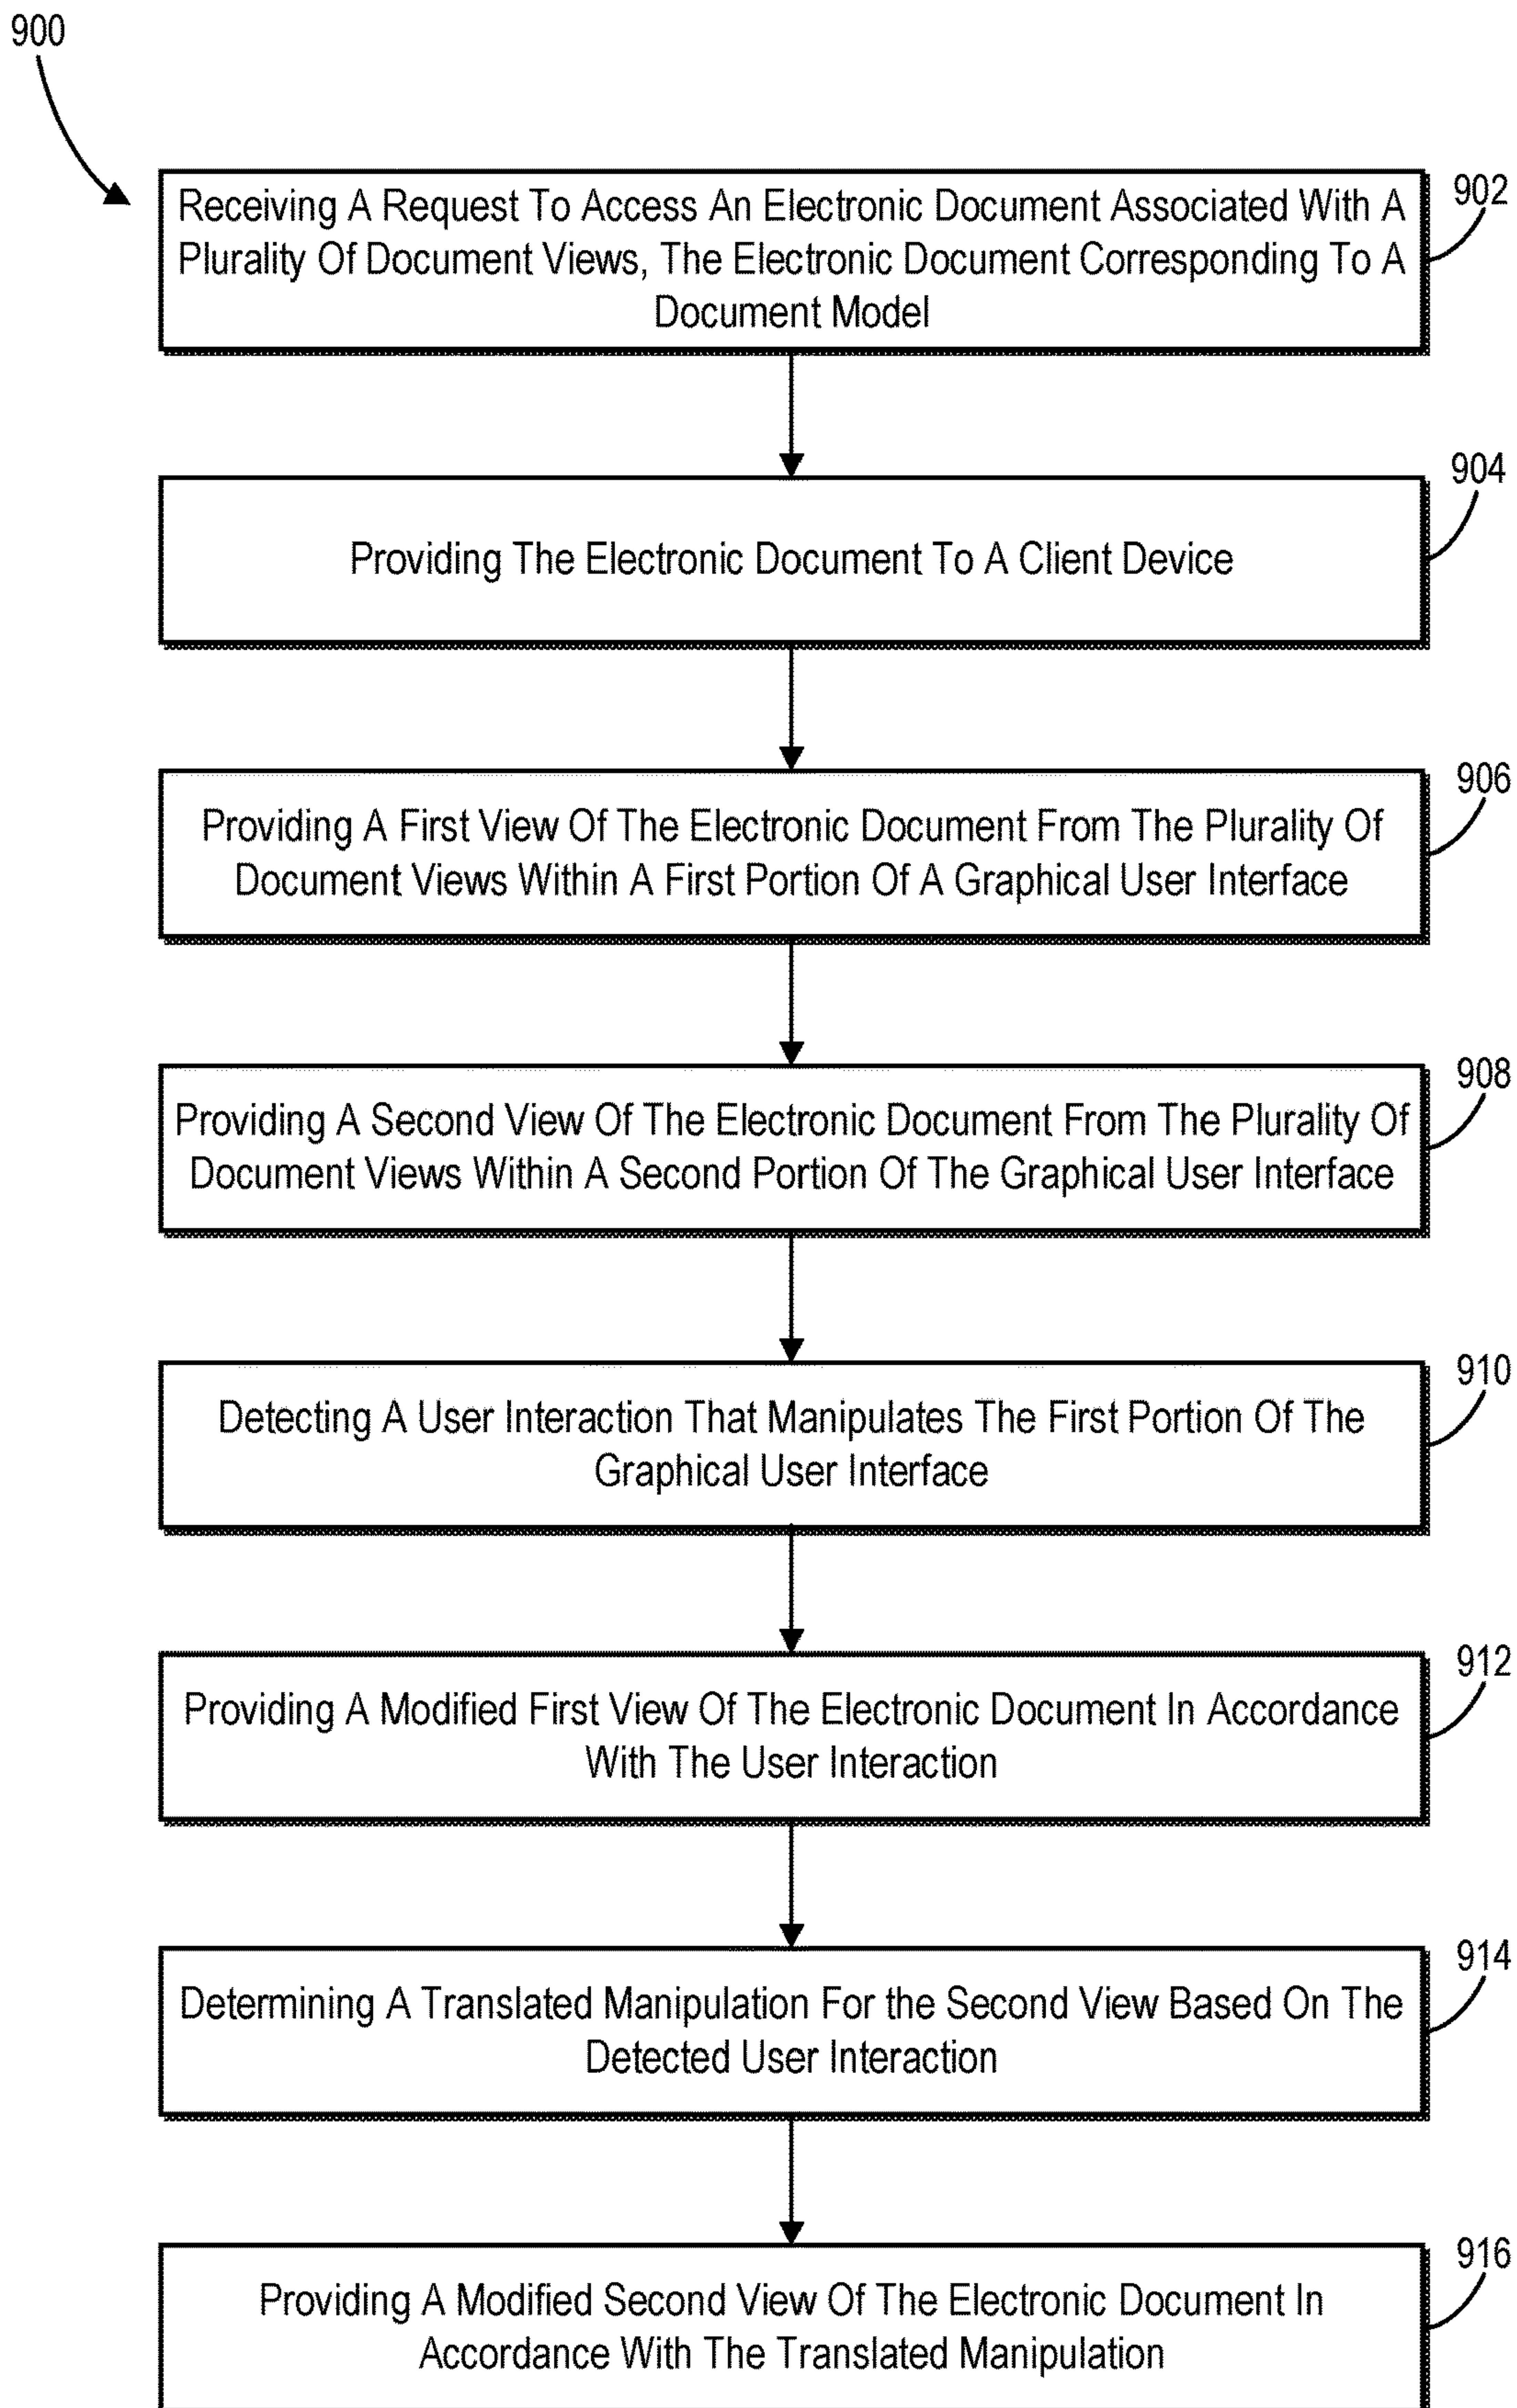 900
Receiving A Request To Access An Electronic Document Associated With A
Plurality Of Document Views, The Electronic Document Corresponding To A
Document Model
902
Providing The Electronic Document To A Client Device
904
Providing A First View Of The Electronic Document From The Plurality Of
Document Views Within A First Portion Of A Graphical User Interface
906
Providing A Second View Of The Electronic Document From The Plurality Of
Document Views Within A Second Portion Of The Graphical User Interface
908
Detecting A User Interaction That Manipulates The First Portion Of The
Graphical User Interface
910
Providing A Modified First View Of The Electronic Document In Accordance
With The User Interaction
912
Determining A Translated Manipulation For the Second View Based On The
Detected User Interaction
914
Providing A Modified Second View Of The Electronic Document In
Accordance With The Translated Manipulation
916